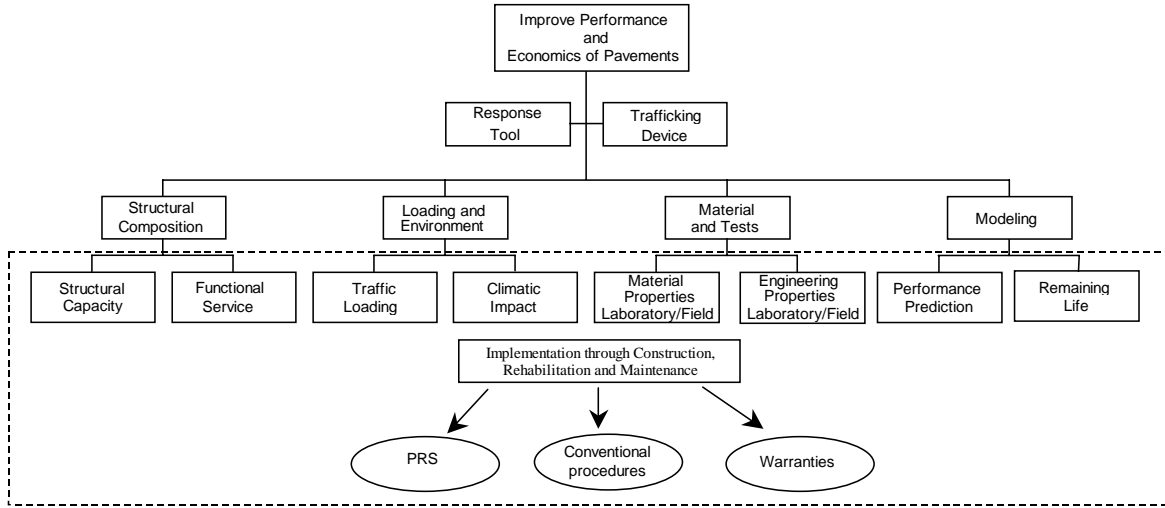 Improve Performance
and
Economics of Pavements
Response
Tool
Trafficking
Device
Structural
Composition
Loading and
Environment
Material
and Tests
Modeling
Structural
Capacity
Functional
Service
Traffic
Loading
Climatic
Impact
Material
Properties
Laboratory/Field
Engineering
Properties
Laboratory/Field
Performance
Prediction
Remaining
Life
Implementation through Construction,
Rehabilitation and Maintenance
PRS
Conventional
procedures
Warranties